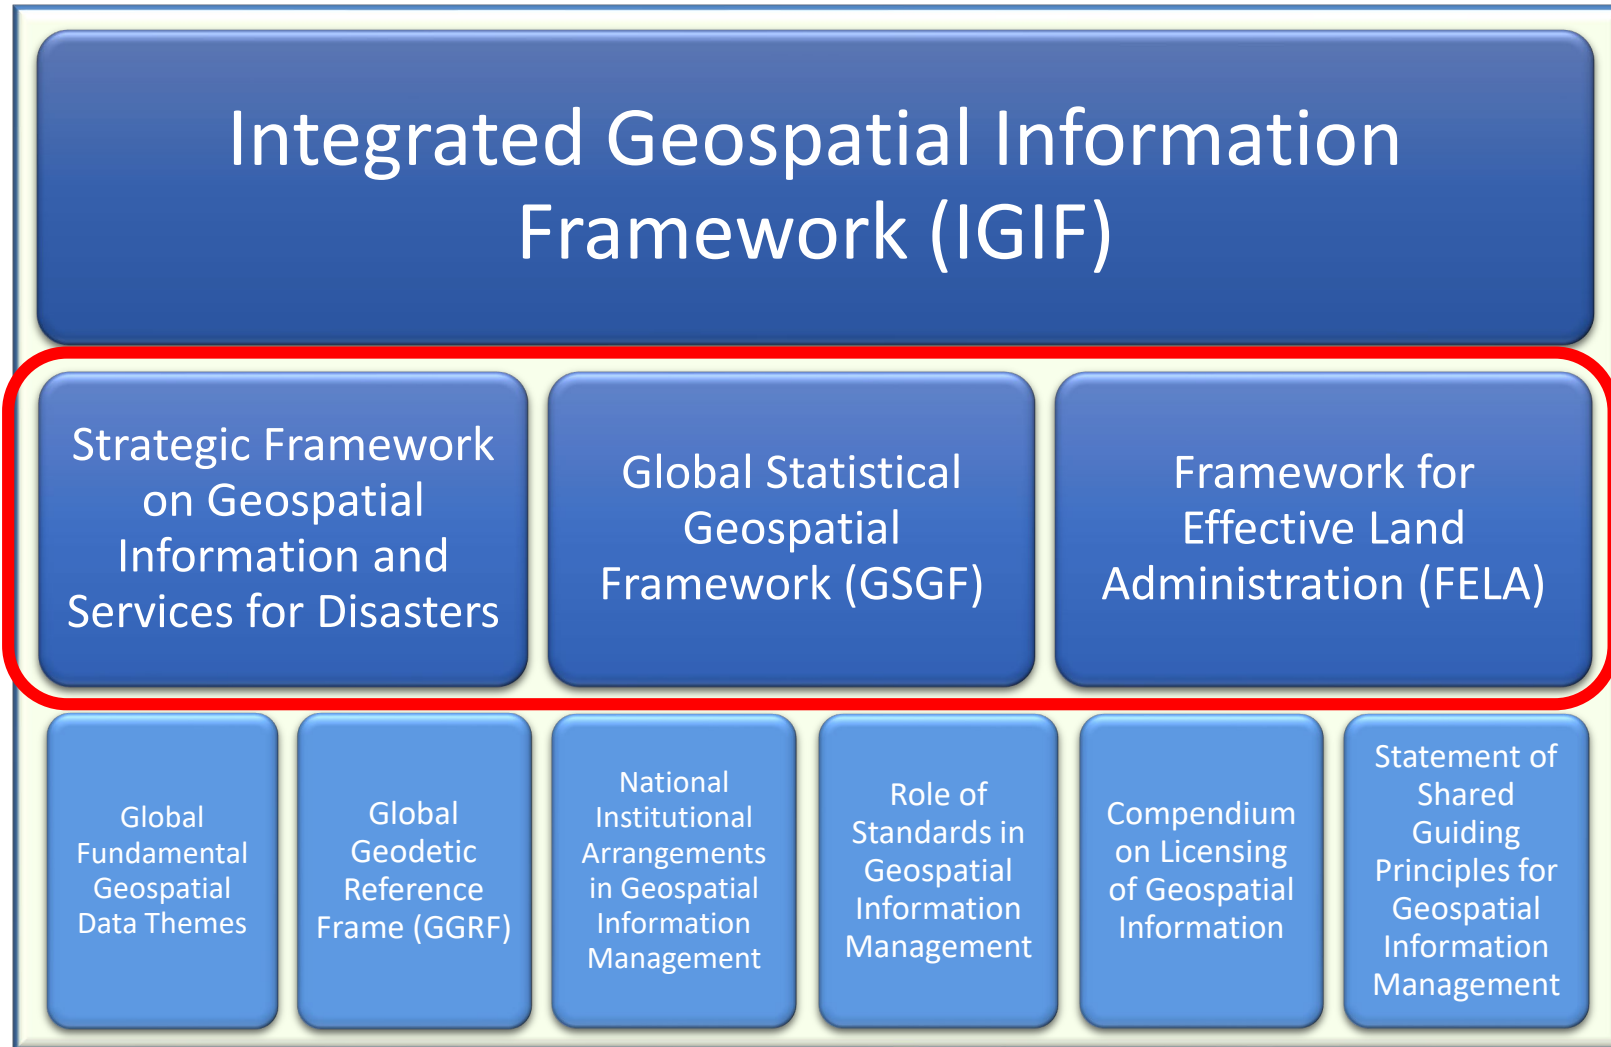 Integrated Geospatial Information
Framework (IGIF)
Strategic Framework
on Geospatial
Information and
Services for Disasters
Global Statistical
Geospatial
Framework (GSGF)
Framework for
Effective Land
Administration (FELA)
Global
Fundamental
Geospatial
Data Themes
Global
Geodetic
Reference
Frame (GGRF)
National
Institutional
Arrangements
in Geospatial
Information
Management
Role of
Standards in
Geospatial
Information
Management
Compendium
on Licensing
of Geospatial
Information
Statement of
Shared
Guiding
Principles for
Geospatial
Information
Management